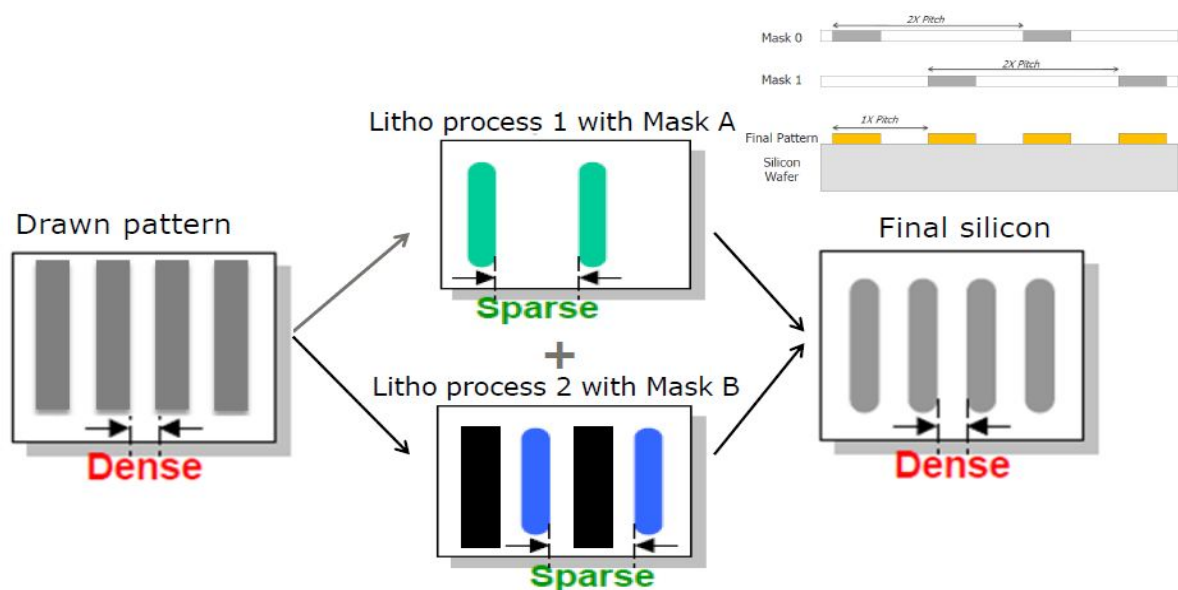 2X Pitch
Mask 0
2X Pitch
Mask 1
1X Pitch
Final Pattern
Silicon
Wafer
Litho process 1 with Mask A
Sparse
+
Drawn pattern
Dense
Litho process 2 with Mask B
Sparse
Final silicon
Dense